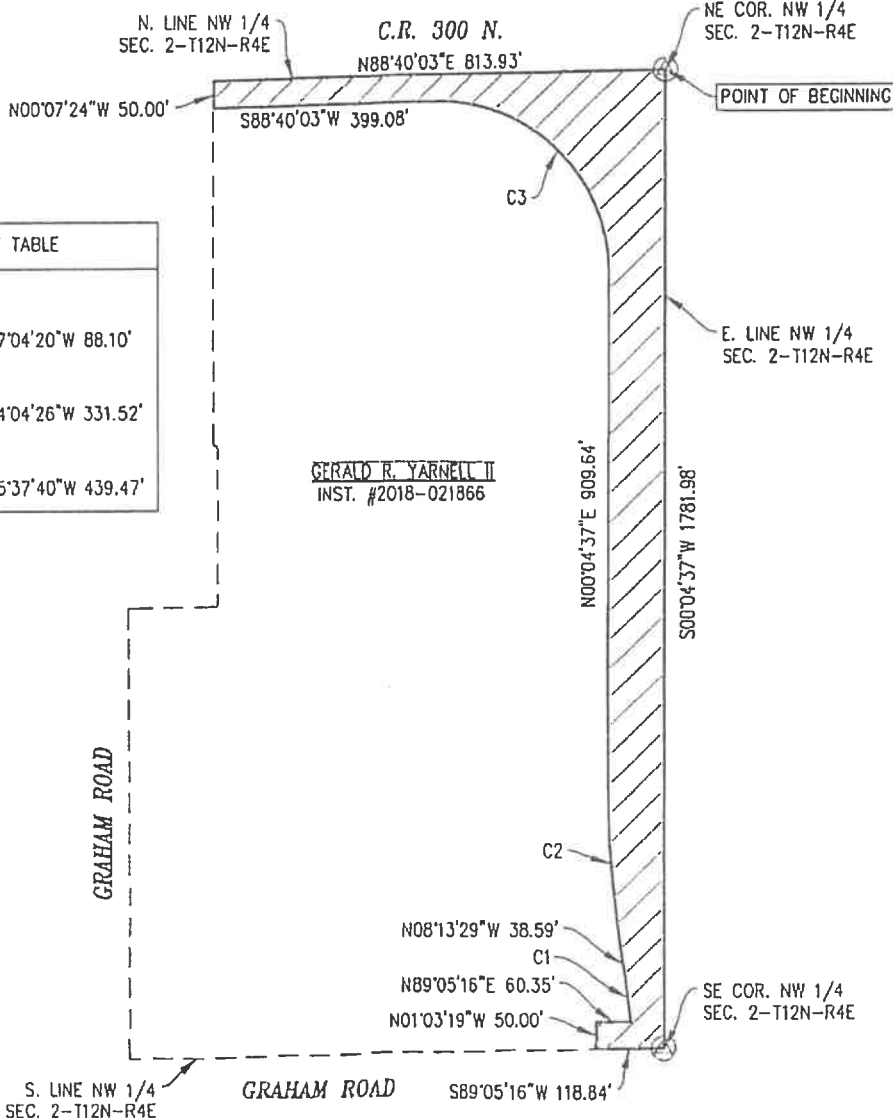 N. LINE NW 1/4
SEC. 2-T12N-R4E
C.R. 300 N.
NE COR. NW 1/4
SEC. 2-T12N-R4E
N88°40'03"E 813.93'
POINT OF BEGINNING
N00°07'24"W 50.00'
S88°40'03"W 399.08'
C3
TABLE
7°04'20"W 88.10'
4°04'26"W 331.52'
5°37'40"W 439.47'
E. LINE NW 1/4
SEC. 2-T12N-R4E
GERALD R. YARNELL II
INST. #2018-021866
N00°04'37"E 909.64'
S00°04'37"W 1781.98'
GRAHAM ROAD
C2
N08°13'29"W 38.59'
C1
N89°05'16"E 60.35'
N01°03'19"W 50.00'
SE COR. NW 1/4
SEC. 2-T12N-R4E
S. LINE NW 1/4
SEC. 2-T12N-R4E
GRAHAM ROAD
S89°05'16"W 118.84'